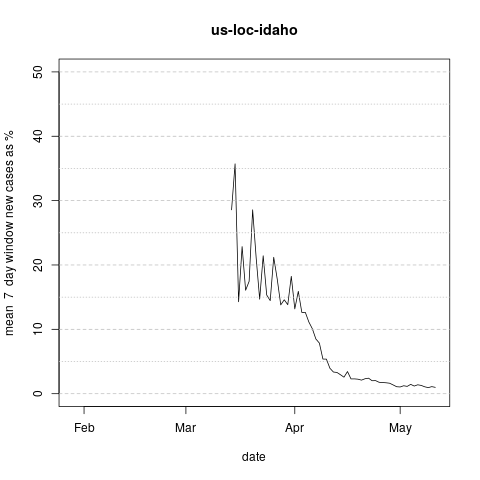 us-loc-idaho
mean  7  day window new cases as %
50
40
30
20
10
0
Feb
Mar
Apr
May
date